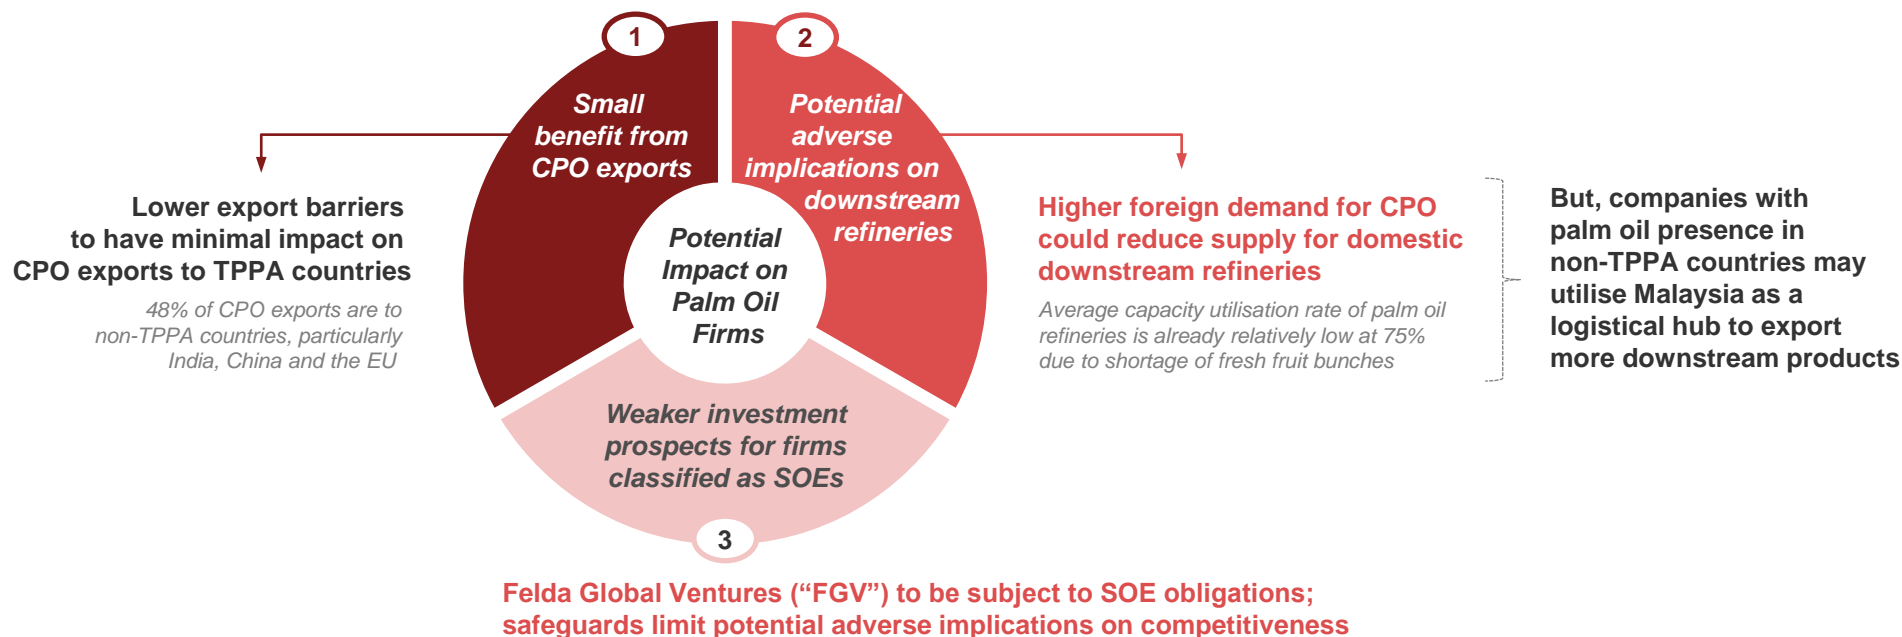 1
Small
benefit from
CPO exports
Lower export barriers
to have minimal impact on
CPO exports to TPPA countries
48% of CPO exports are to
non-TPPA countries, particularly
India, China and the EU
2
Potential
adverse
implications on
downstream
refineries
Higher foreign demand for CPO
could reduce supply for domestic
downstream refineries
Average capacity utilisation rate of palm oil
refineries is already relatively low at 75%
due to shortage of fresh fruit bunches
But, companies with
palm oil presence in
non-TPPA countries may
utilise Malaysia as a
logistical hub to export
more downstream products
Potential
Impact on
Palm Oil
Firms
Weaker investment
prospects for firms
classified as SOEs
3
Felda Global Ventures (“FGV”) to be subject to SOE obligations;
safeguards limit potential adverse implications on competitiveness